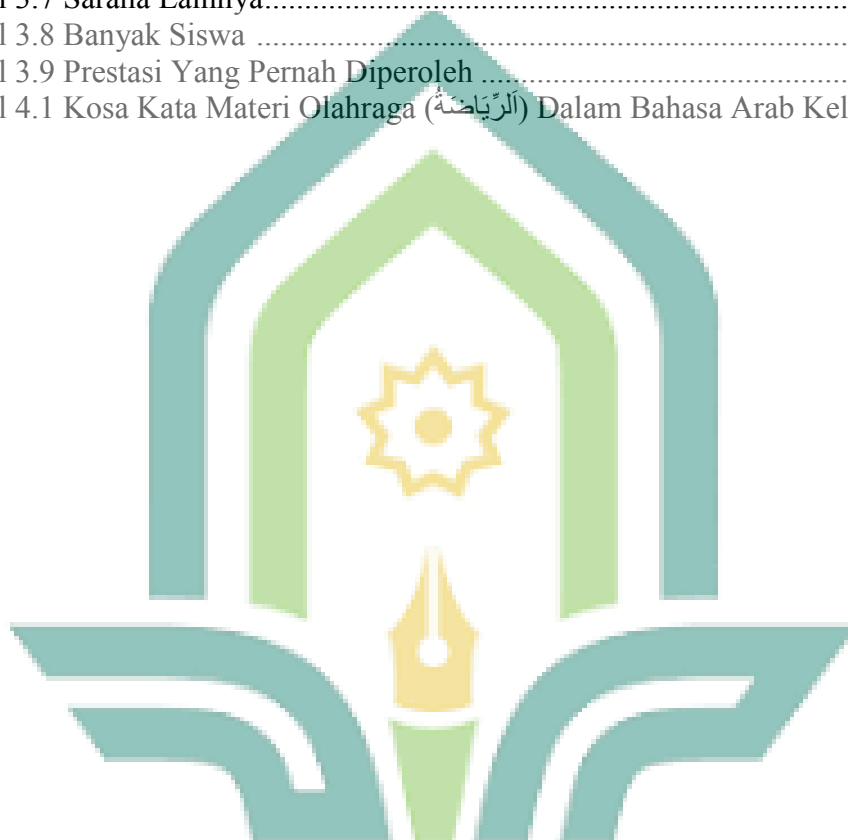 l 3.7 Sarana Lainnya
l 3.8 Banyak Siswa ........................................................................
l 3.9 Prestasi Yang Pernah Diperoleh ............................................
l 4.1 Kosa Kata Materi Olahraga (اَلرِّيَاضَةُ) Dalam Bahasa Arab Kel